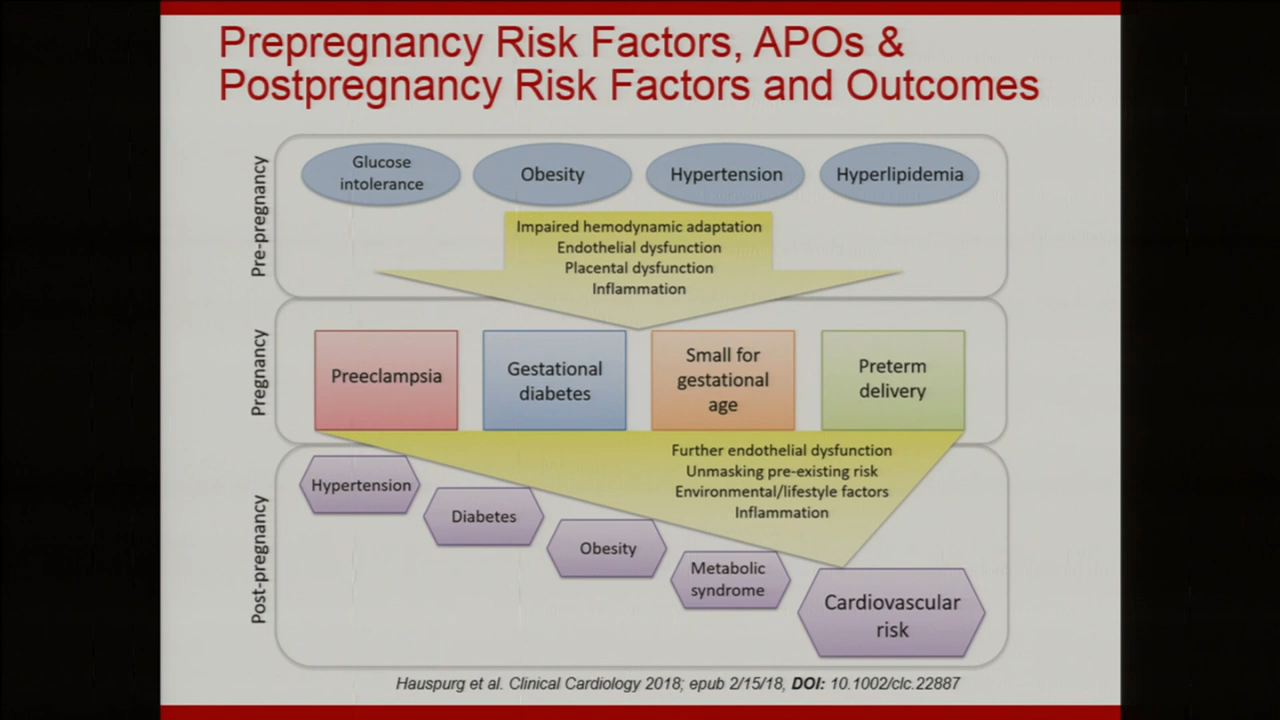 Prepregnancy Risk Factors, APOs &
Postpregnancy Risk Factors and Outcomes
Pre-pregnancy
Glucose
intolerance
Obesity
Hypertension
Hyperlipidemia
Impaired hemodynamic adaptation
Endothelial dysfunction
Placental dysfunction
Inflammation
Pregnancy
Preeclampsia
Gestational
diabetes
Small for
gestational
age
Preterm
delivery
Post-pregnancy
Further endothelial dysfunction
Unmasking pre-existing risk
Environmental/lifestyle factors
Inflammation
Hypertension
Diabetes
Obesity
Metabolic
syndrome
Cardiovascular
risk
Hauspurg et al. Clinical Cardiology 2018; epub 2/15/18, DOI: 10.1002/clc.22887